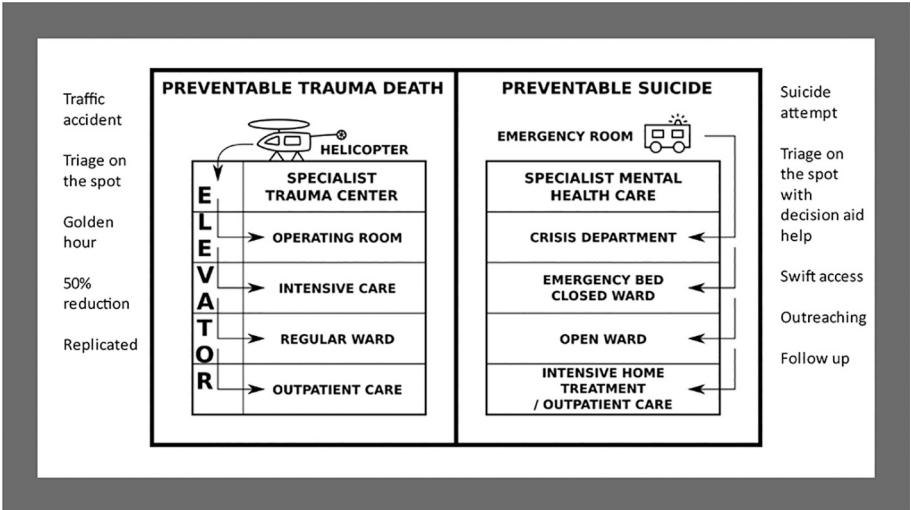 Traffic
accident
Triage on
the spot
Golden
hour
50%
reduction
Replicated
PREVENTABLE TRAUMA DEATH
HELICOPTER
ELEVATOR
SPECIALIST
TRAUMA CENTER
OPERATING ROOM
INTENSIVE CARE
REGULAR WARD
OUTPATIENT CARE
PREVENTABLE SUICIDE
EMERGENCY ROOM
SPECIALIST MENTAL
HEALTH CARE
CRISIS DEPARTMENT
EMERGENCY BED
CLOSED WARD
OPEN WARD
INTENSIVE HOME
TREATMENT
/ OUTPATIENT CARE
Suicide
attempt
Triage on
the spot
with
decision aid
help
Swift access
Outreaching
Follow up